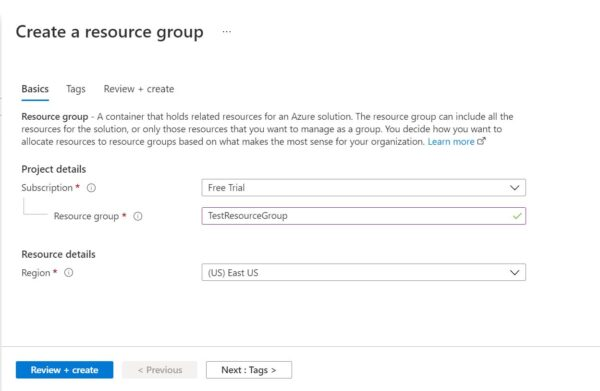 Create a resource group ...
Basics Tags Review + create
Resource group - A container that holds related resources for an Azure solution. The resource group can include all the
resources for the solution, or only those resources that you want to manage as a group. You decide how you want to
allocate resources to resource groups based on what makes the most sense for your organization. Learn more
Project details
Subscription * Free Trial
Resource group * TestResourceGroup
Resource details
Region * (US) East US
Review + create < Previous Next : Tags >